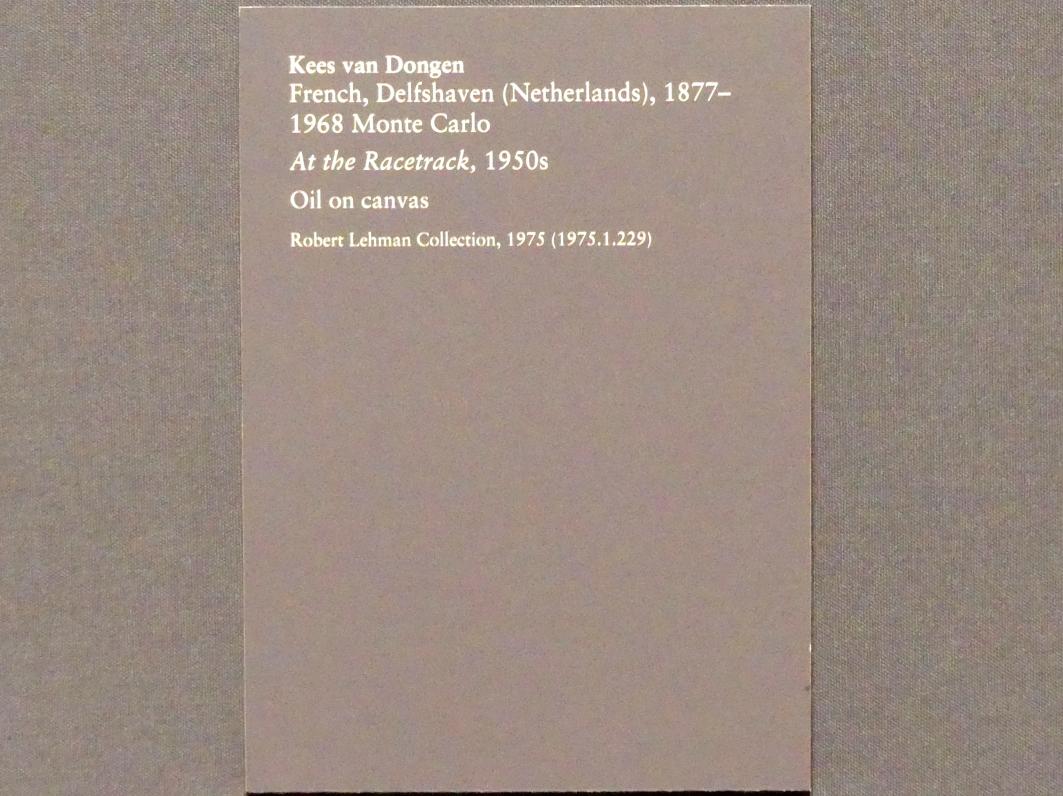 Kees van Dongen
French, Delfshaven (Netherlands), 1877–
1968 Monte Carlo
At the Racetrack, 1950s
Oil on canvas
Robert Lehman Collection, 1975 (1975.1.229)